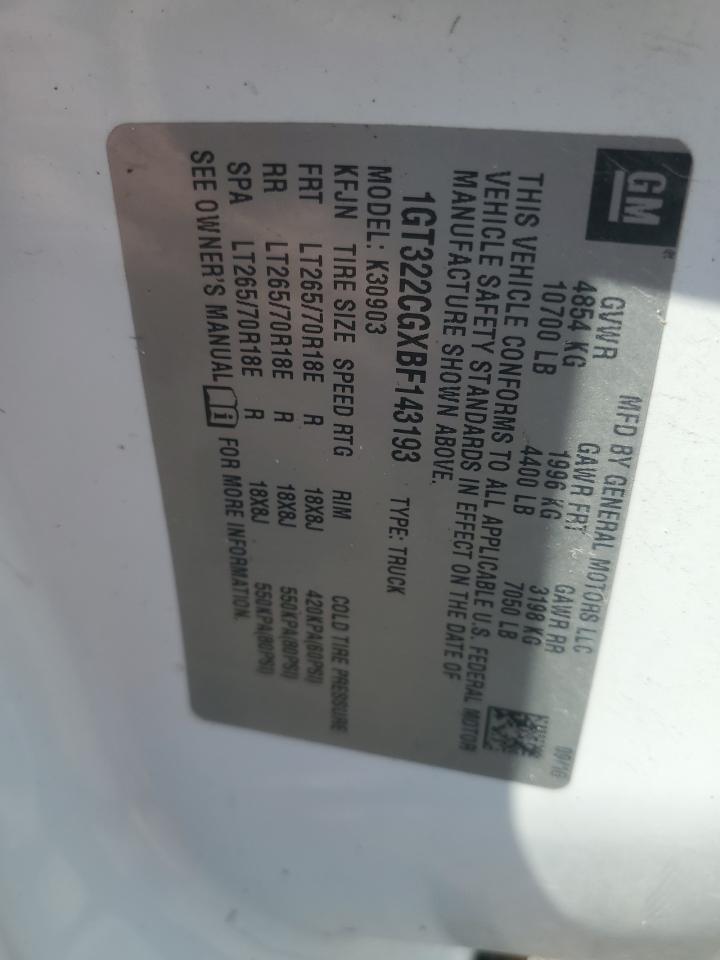 GM
MFD BY GENERAL MOTORS LLC
GVWR GAWR FRT GAWR RR
4854 KG 1996 KG 3198 KG
10700 LB 4400 LB 7050 LB
THIS VEHICLE CONFORMS TO ALL APPLICABLE U.S. FEDERAL MOTOR
VEHICLE SAFETY STANDARDS IN EFFECT ON THE DATE OF
MANUFACTURE SHOWN ABOVE.
1GT322CGXBF143193 TYPE: TRUCK
MODEL: K30903
KFJN TIRE SIZE SPEED RTG RIM COLD TIRE PRESSURE
FRT LT265/70R18E R 18X8J 420KPA(60PSI)
RR LT265/70R18E R 18X8J 550KPA(80PSI)
SPA LT265/70R18E R 18X8J 550KPA(80PSI)
SEE OWNER'S MANUAL FOR MORE INFORMATION.